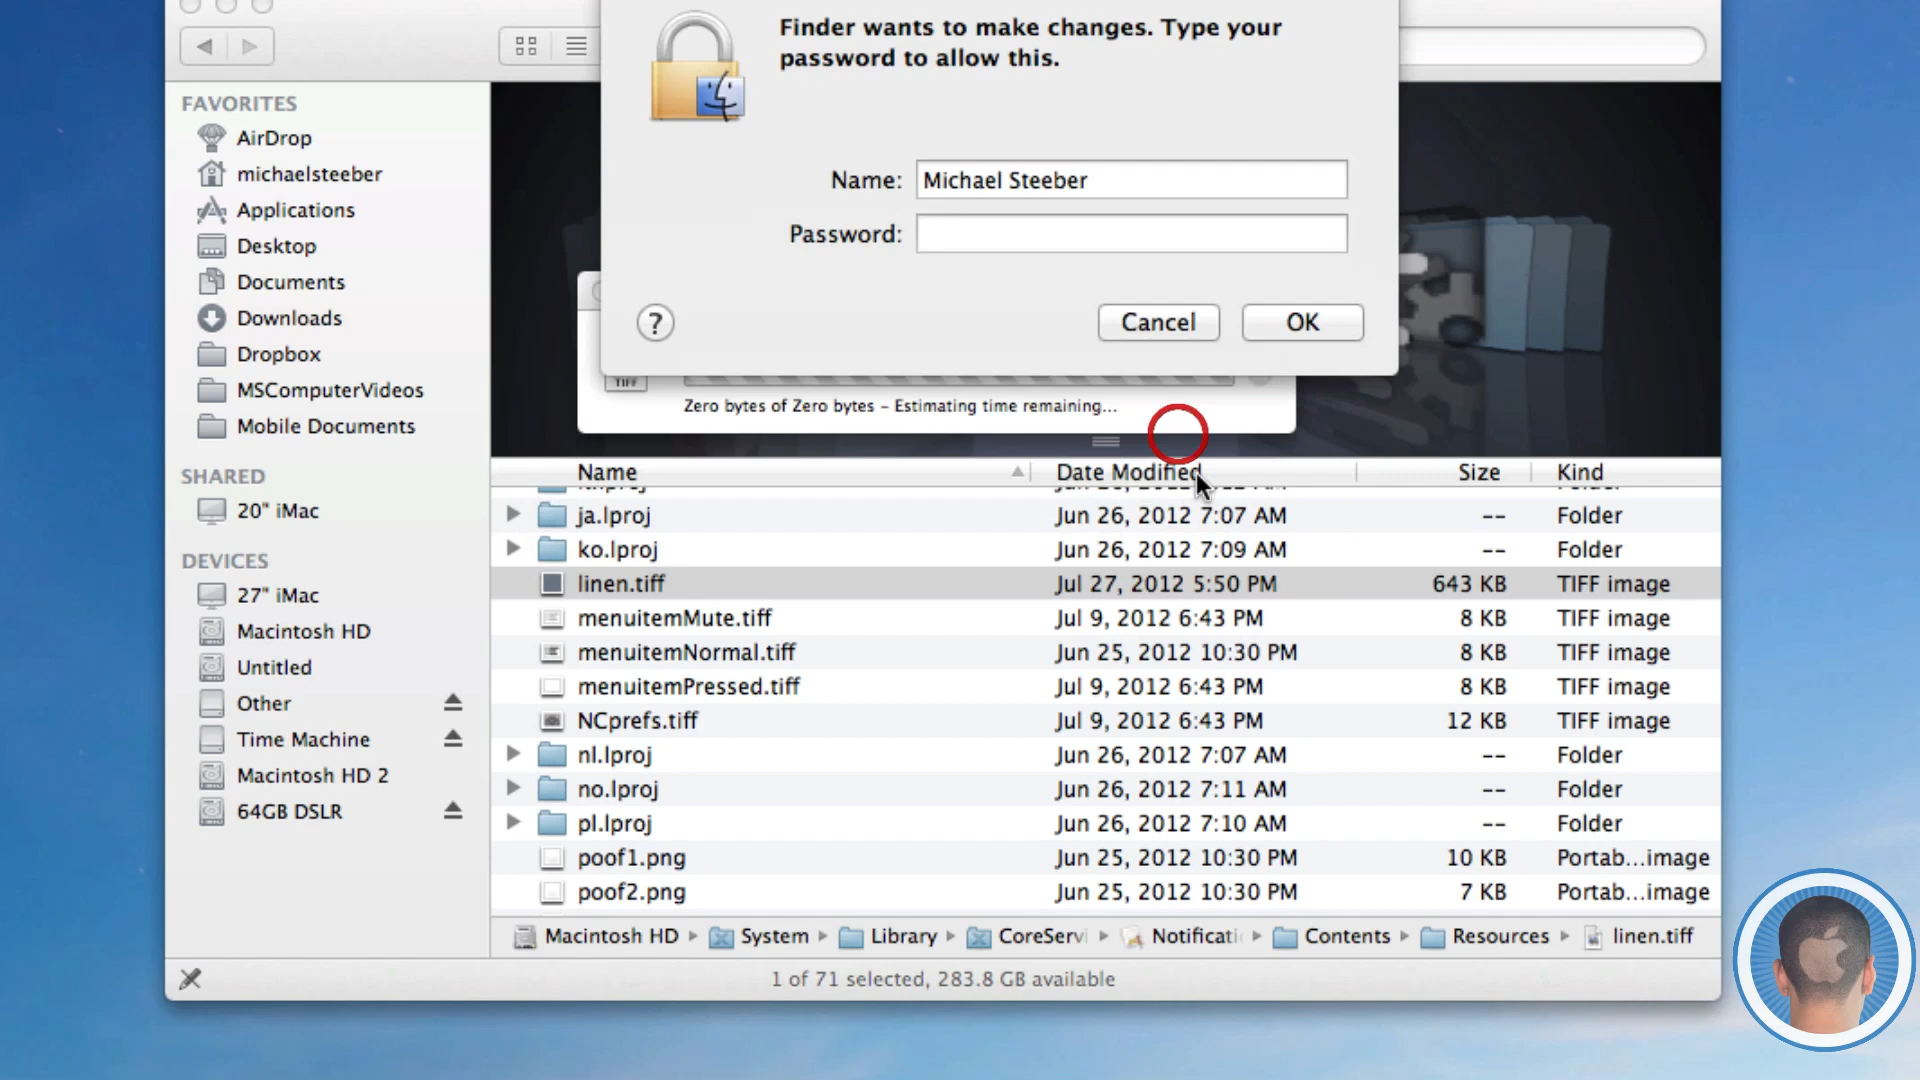 Finder wants to make changes. Type your
password to allow this.
Name: Michael Steeber
Password:
?
Cancel
OK
TIFF
Zero bytes of Zero bytes – Estimating time remaining...
FAVORITES
AirDrop
michaelsteeber
Applications
Desktop
Documents
Downloads
Dropbox
MSComputerVideos
Mobile Documents
SHARED
20" iMac
DEVICES
27" iMac
Macintosh HD
Untitled
Other
Time Machine
Macintosh HD 2
64GB DSLR
Name Date Modified Size Kind
ja.lproj Jun 26, 2012 7:07 AM -- Folder
ko.lproj Jun 26, 2012 7:09 AM -- Folder
linen.tiff Jul 27, 2012 5:50 PM 643 KB TIFF image
menuitemMute.tiff Jul 9, 2012 6:43 PM 8 KB TIFF image
menuitemNormal.tiff Jun 25, 2012 10:30 PM 8 KB TIFF image
menuitemPressed.tiff Jul 9, 2012 6:43 PM 8 KB TIFF image
NCprefs.tiff Jul 9, 2012 6:43 PM 12 KB TIFF image
nl.lproj Jun 26, 2012 7:07 AM -- Folder
no.lproj Jun 26, 2012 7:11 AM -- Folder
pl.lproj Jun 26, 2012 7:10 AM -- Folder
poof1.png Jun 25, 2012 10:30 PM 10 KB Portab...image
poof2.png Jun 25, 2012 10:30 PM 7 KB Portab...image
Macintosh HD System Library CoreServi Notificati Contents Resources linen.tiff
1 of 71 selected, 283.8 GB available